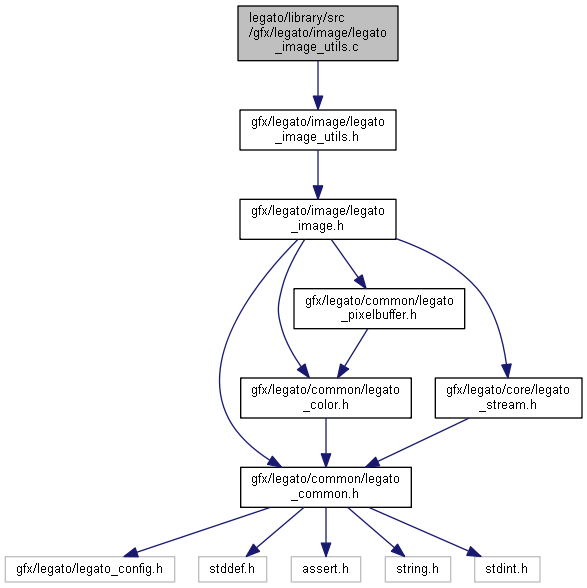 legato/library/src
/gfx/legato/image/legato
_image_utils.c
gfx/legato/image/legato
_image_utils.h
gfx/legato/image/legato
_image.h
gfx/legato/common/legato
_pixelbuffer.h
gfx/legato/common/legato
_color.h
gfx/legato/core/legato
_stream.h
gfx/legato/common/legato
_common.h
gfx/legato/legato_config.h
stddef.h
assert.h
string.h
stdint.h